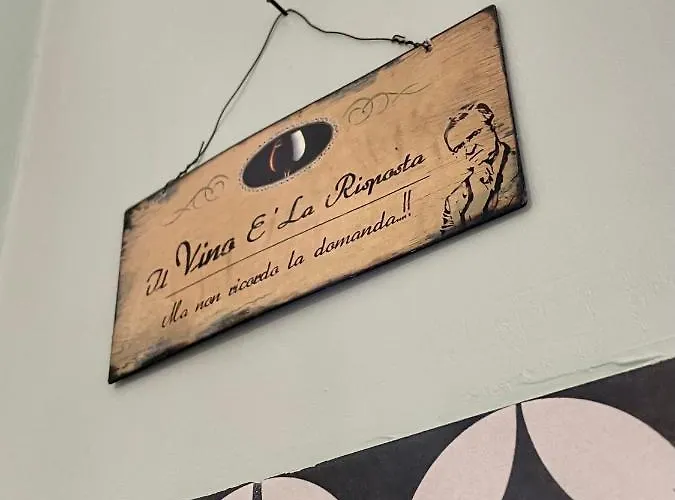 Il Vino E' La Risposta
Ma non ricordo la domanda...!!